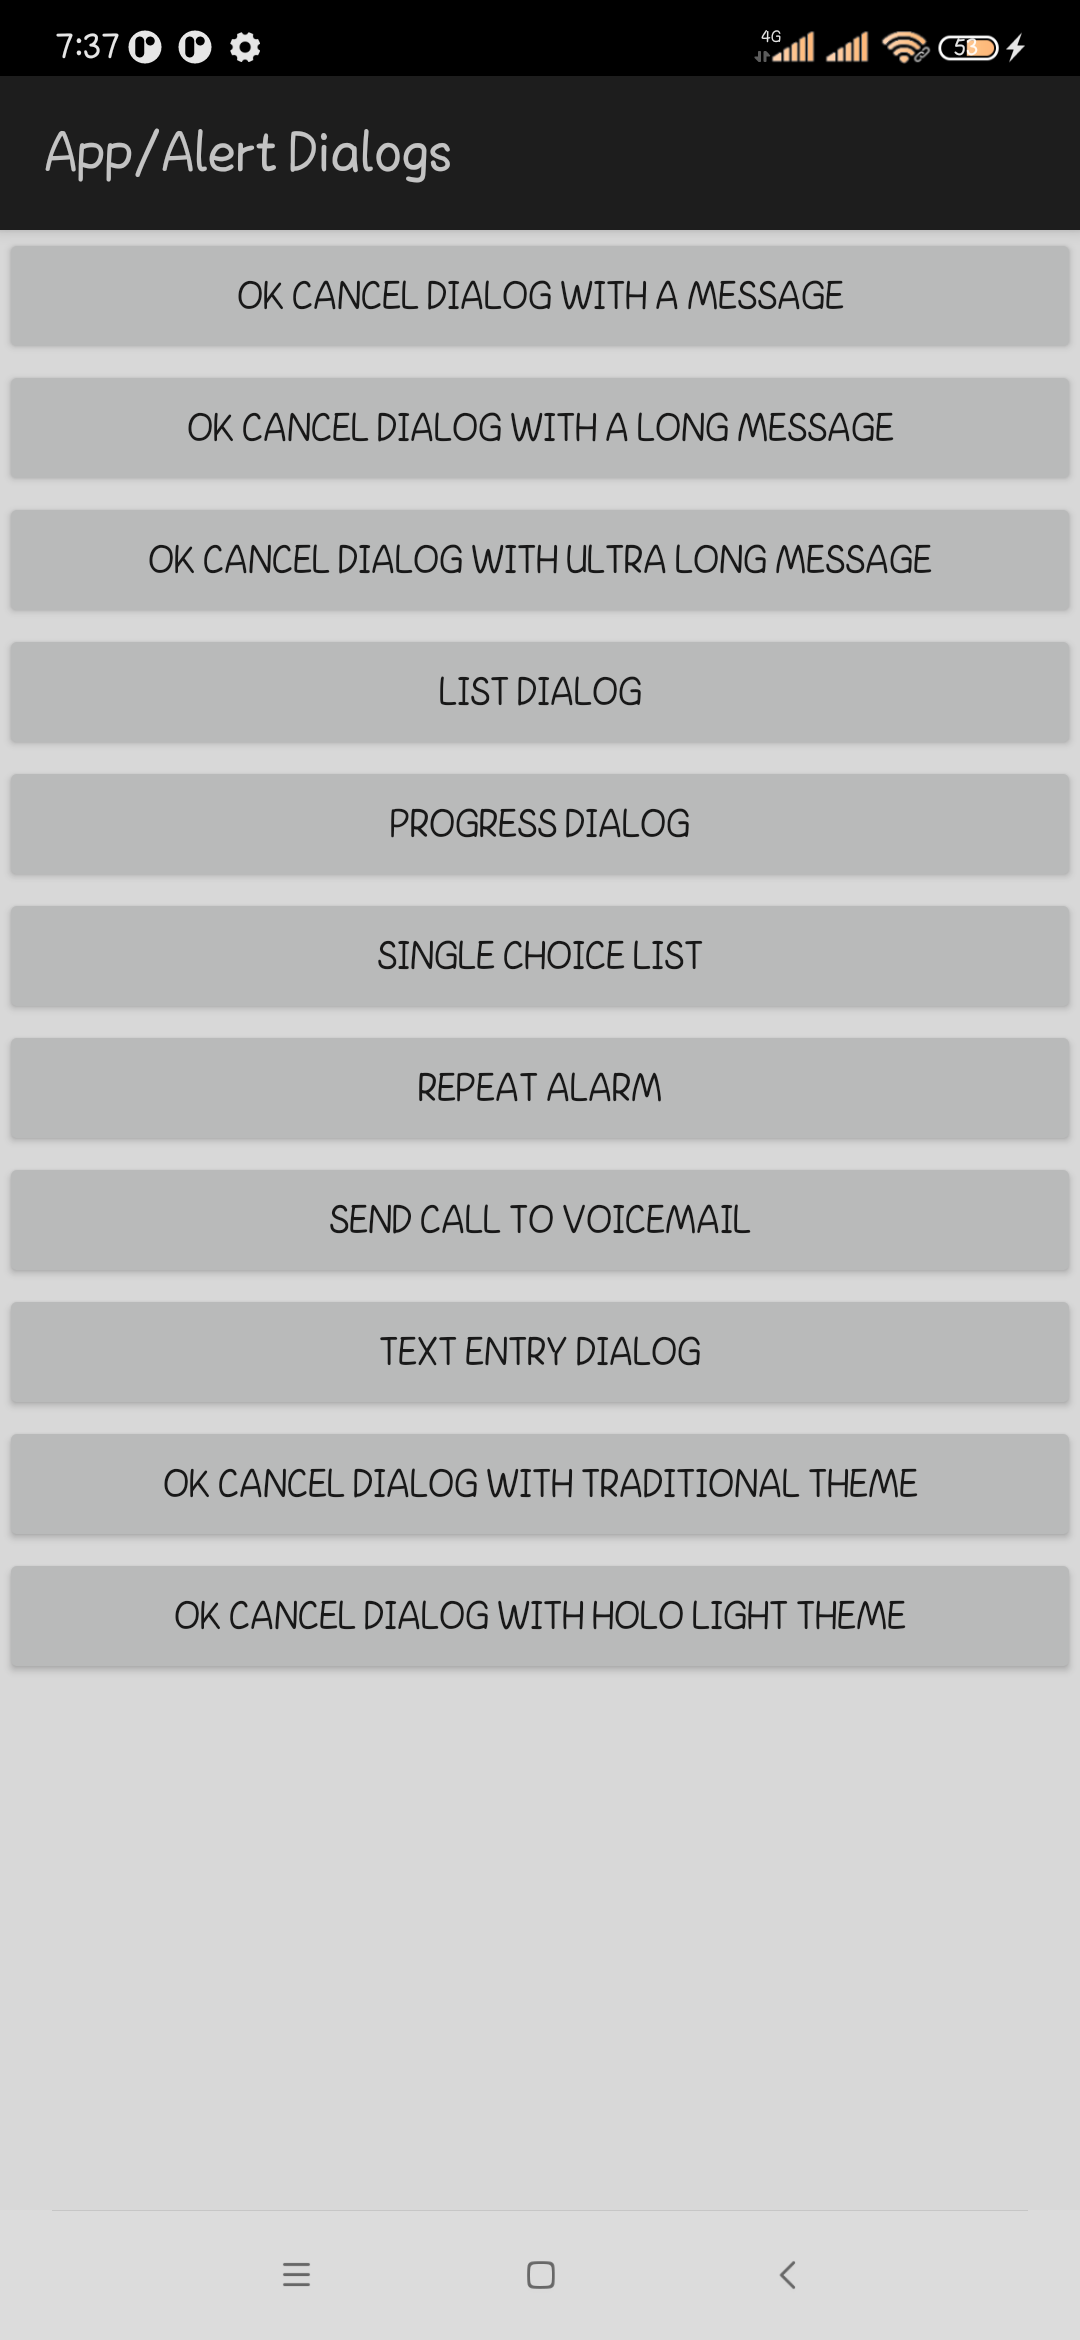 7:37
4G
53
App/Alert Dialogs
OK CANCEL DIALOG WITH A MESSAGE
OK CANCEL DIALOG WITH A LONG MESSAGE
OK CANCEL DIALOG WITH ULTRA LONG MESSAGE
LIST DIALOG
PROGRESS DIALOG
SINGLE CHOICE LIST
REPEAT ALARM
SEND CALL TO VOICEMAIL
TEXT ENTRY DIALOG
OK CANCEL DIALOG WITH TRADITIONAL THEME
OK CANCEL DIALOG WITH HOLO LIGHT THEME